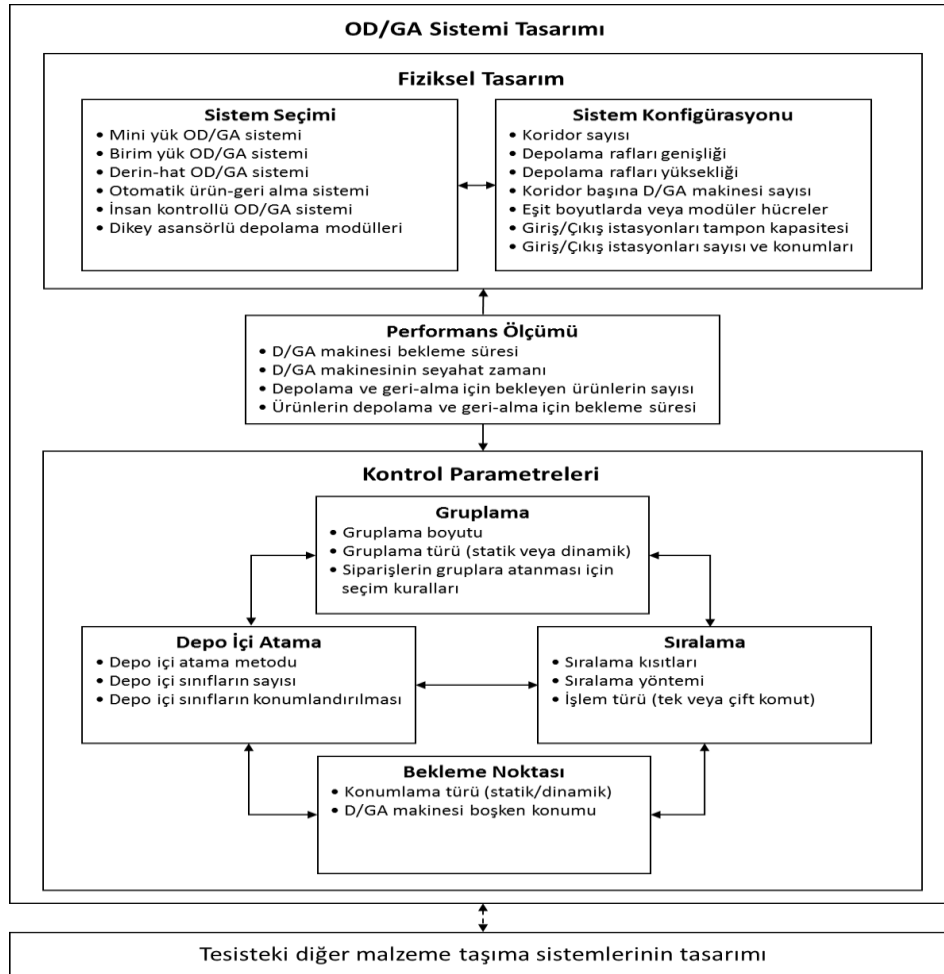 OD/GA Sistemi Tasarımı
Fiziksel Tasarım
Sistem Seçimi
• Mini yük OD/GA sistemi
• Birim yük OD/GA sistemi
• Derin-hat OD/GA sistemi
• Otomatik ürün-geri alma sistemi
• İnsan kontrollü OD/GA sistemi
• Dikey asansörlü depolama modülleri
Sistem Konfigürasyonu
• Koridor sayısı
• Depolama rafları genişliği
• Depolama rafları yüksekliği
• Koridor başına D/GA makinesi sayısı
• Eşit boyutlarda veya modüler hücreler
• Giriş/Çıkış istasyonları tampon kapasitesi
• Giriş/Çıkış istasyonları sayısı ve konumları
Performans Ölçümü
• D/GA makinesi bekleme süresi
• D/GA makinesinin seyahat zamanı
• Depolama ve geri-alma için bekleyen ürünlerin sayısı
• Ürünlerin depolama ve geri-alma için bekleme süresi
Kontrol Parametreleri
Gruplama
• Gruplama boyutu
• Gruplama türü (statik veya dinamik)
• Siparişlerin gruplara atanması için
seçim kuralları
Depo İçi Atama
• Depo içi atama metodu
• Depo içi sınıfların sayısı
• Depo içi sınıfların konumlandırılması
Sıralama
• Sıralama kısıtları
• Sıralama yöntemi
• İşlem türü (tek veya çift komut)
Bekleme Noktası
• Konumlama türü (statik/dinamik)
• D/GA makinesi boşken konumu
Tesisteki diğer malzeme taşıma sistemlerinin tasarımı